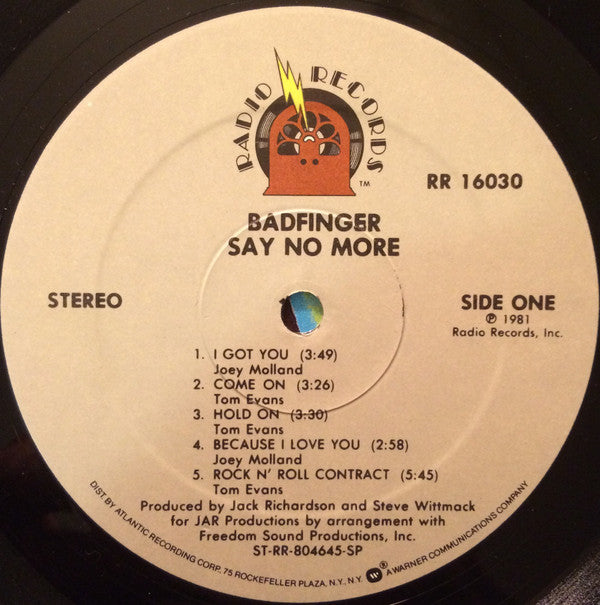 RADIO RECORDS
TM
RR 16030
BADFINGER
SAY NO MORE
STEREO
SIDE ONE
℗ 1981
Radio Records, Inc.
1. I GOT YOU (3:49)
Joey Molland
2. COME ON (3:26)
Tom Evans
3. HOLD ON (3:30)
Tom Evans
4. BECAUSE I LOVE YOU (2:58)
Joey Molland
5. ROCK N' ROLL CONTRACT (5:45)
Tom Evans
Produced by Jack Richardson and Steve Wittmack
for JAR Productions by arrangement with
Freedom Sound Productions, Inc.
ST-RR-804645-SP
DIST. BY ATLANTIC RECORDING CORP. 75 ROCKEFELLER PLAZA, N.Y., N.Y. W ® A WARNER COMMUNICATIONS COMPANY